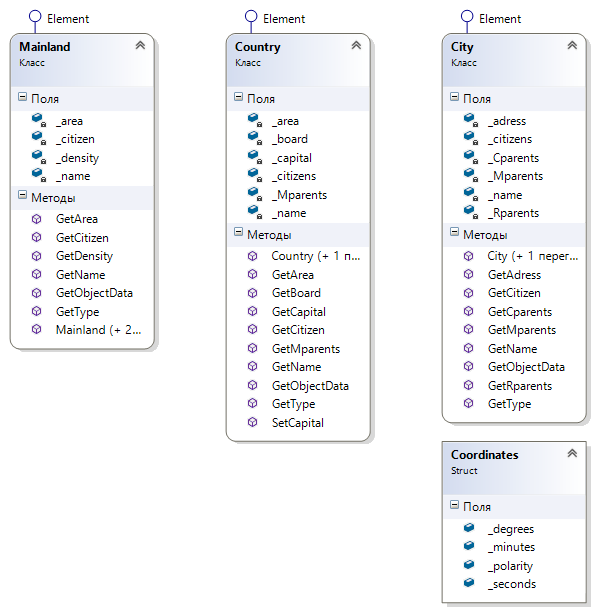 Element
Mainland
Класс
Поля
_area
_citizen
_density
_name
Методы
GetArea
GetCitizen
GetDensity
GetName
GetObjectData
GetType
Mainland (+ 2...
Element
Country
Класс
Поля
_area
_board
_capital
_citizens
_Mparents
_name
Методы
Country (+ 1 п...
GetArea
GetBoard
GetCapital
GetCitizen
GetMparents
GetName
GetObjectData
GetType
SetCapital
Element
City
Класс
Поля
_adress
_citizens
_Cparents
_Mparents
_name
_Rparents
Методы
City (+ 1 перег...
GetAdress
GetCitizen
GetCparents
GetMparents
GetName
GetObjectData
GetRparents
GetType
Coordinates
Struct
Поля
_degrees
_minutes
_polarity
_seconds